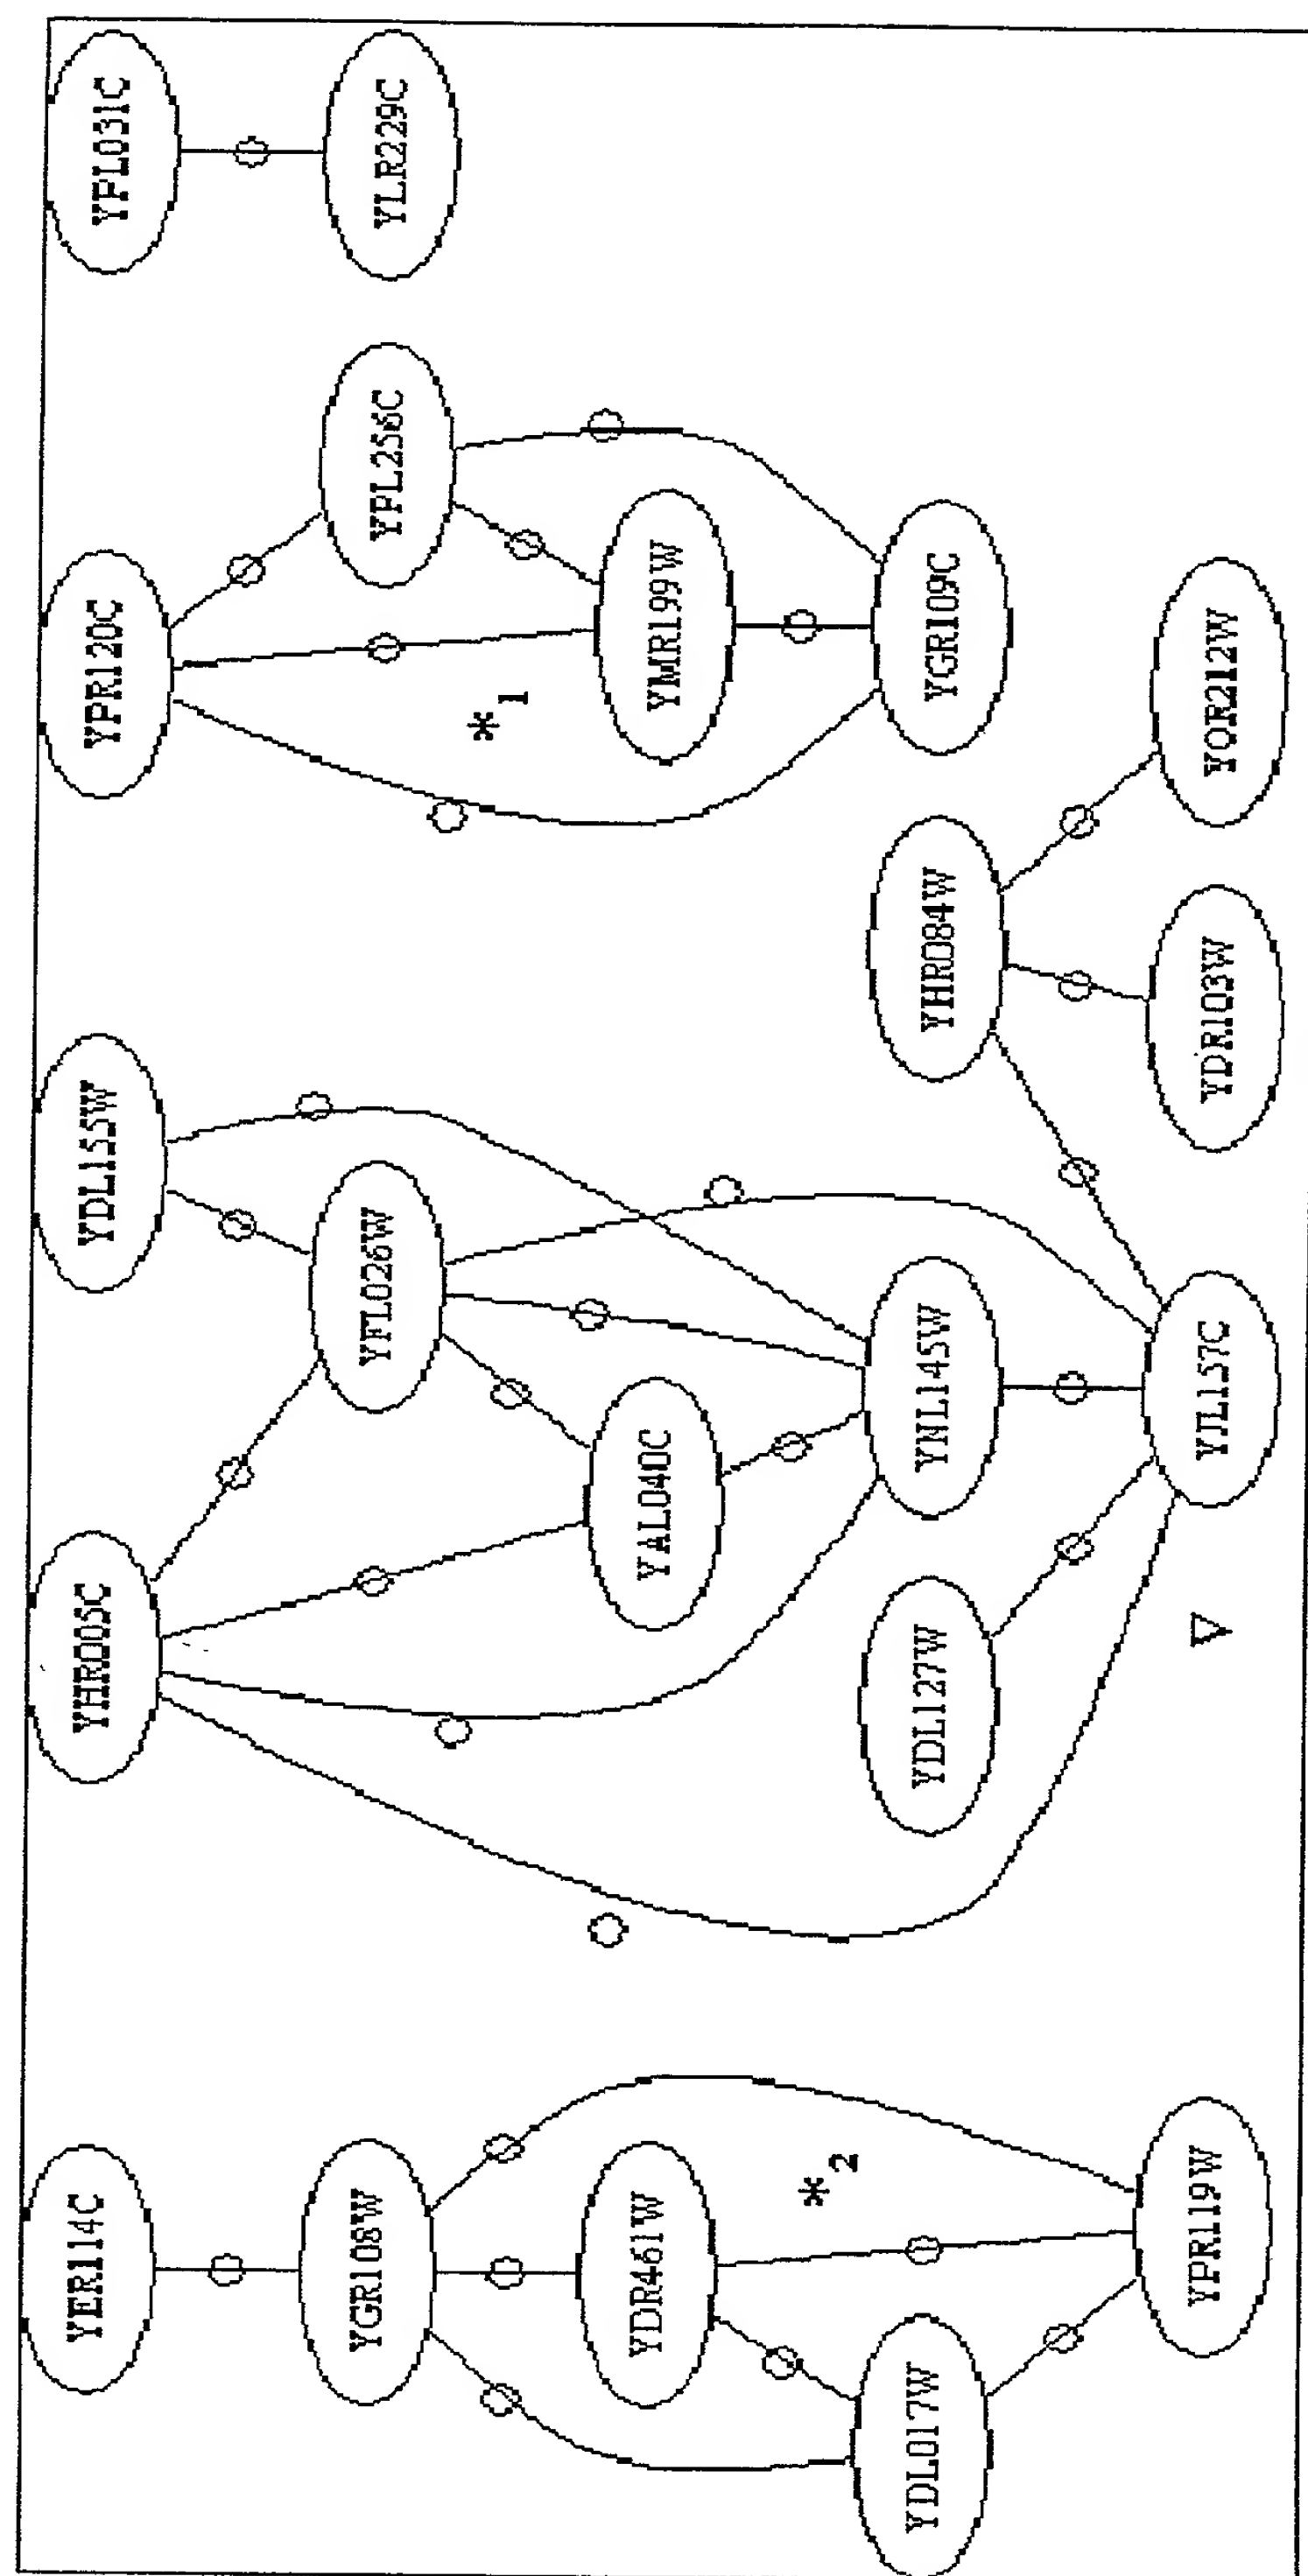 YER114C
YHR005C
YDL155W
YPR120C
YPL031C
YGR108W
YFL026W
YPL256C
YLR229C
*1
YDR461W
YAL040C
YMR199W
*2
YDL017W
YDL127W
YNL145W
YHR084W
YGR109C
YPR119W
∇
YJL157C
YDR103W
YOR212W